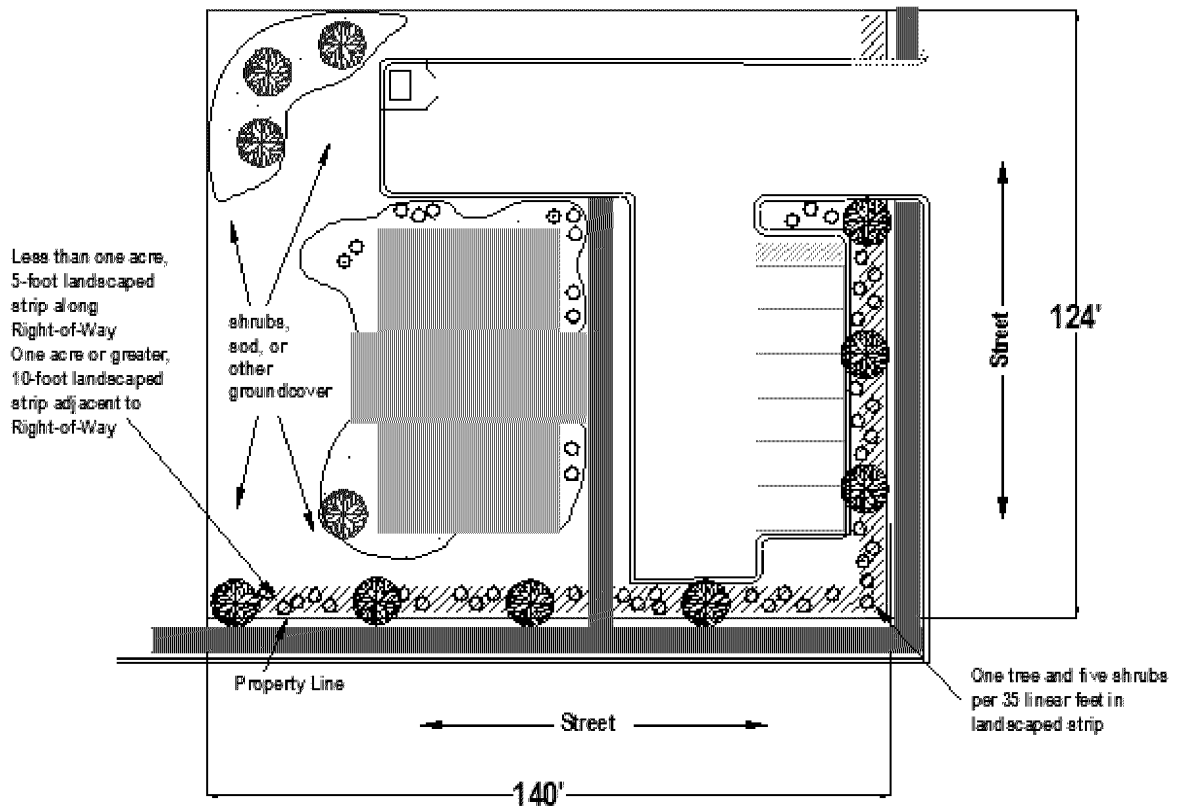 Less than one acre,
5-foot landscaped
strip along
Right-of-Way
One acre or greater,
10-foot landscaped
strip adjacent to
Right-of-Way
shrubs,
sod, or
other
groundcover
Street
124'
Property Line
Street
One tree and five shrubs
per 35 linear feet in
landscaped strip
140'